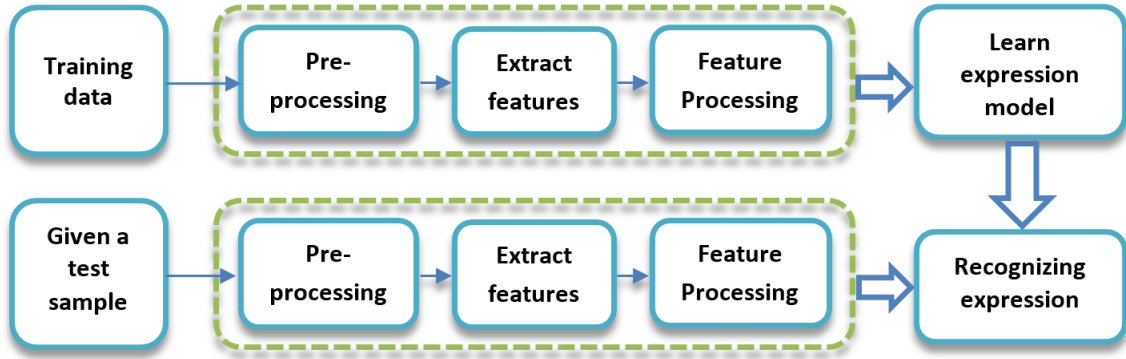 Training
data
Pre-
processing
Extract
features
Feature
Processing
Learn
expression
model
Given a
test
sample
Pre-
processing
Extract
features
Feature
Processing
Recognizing
expression